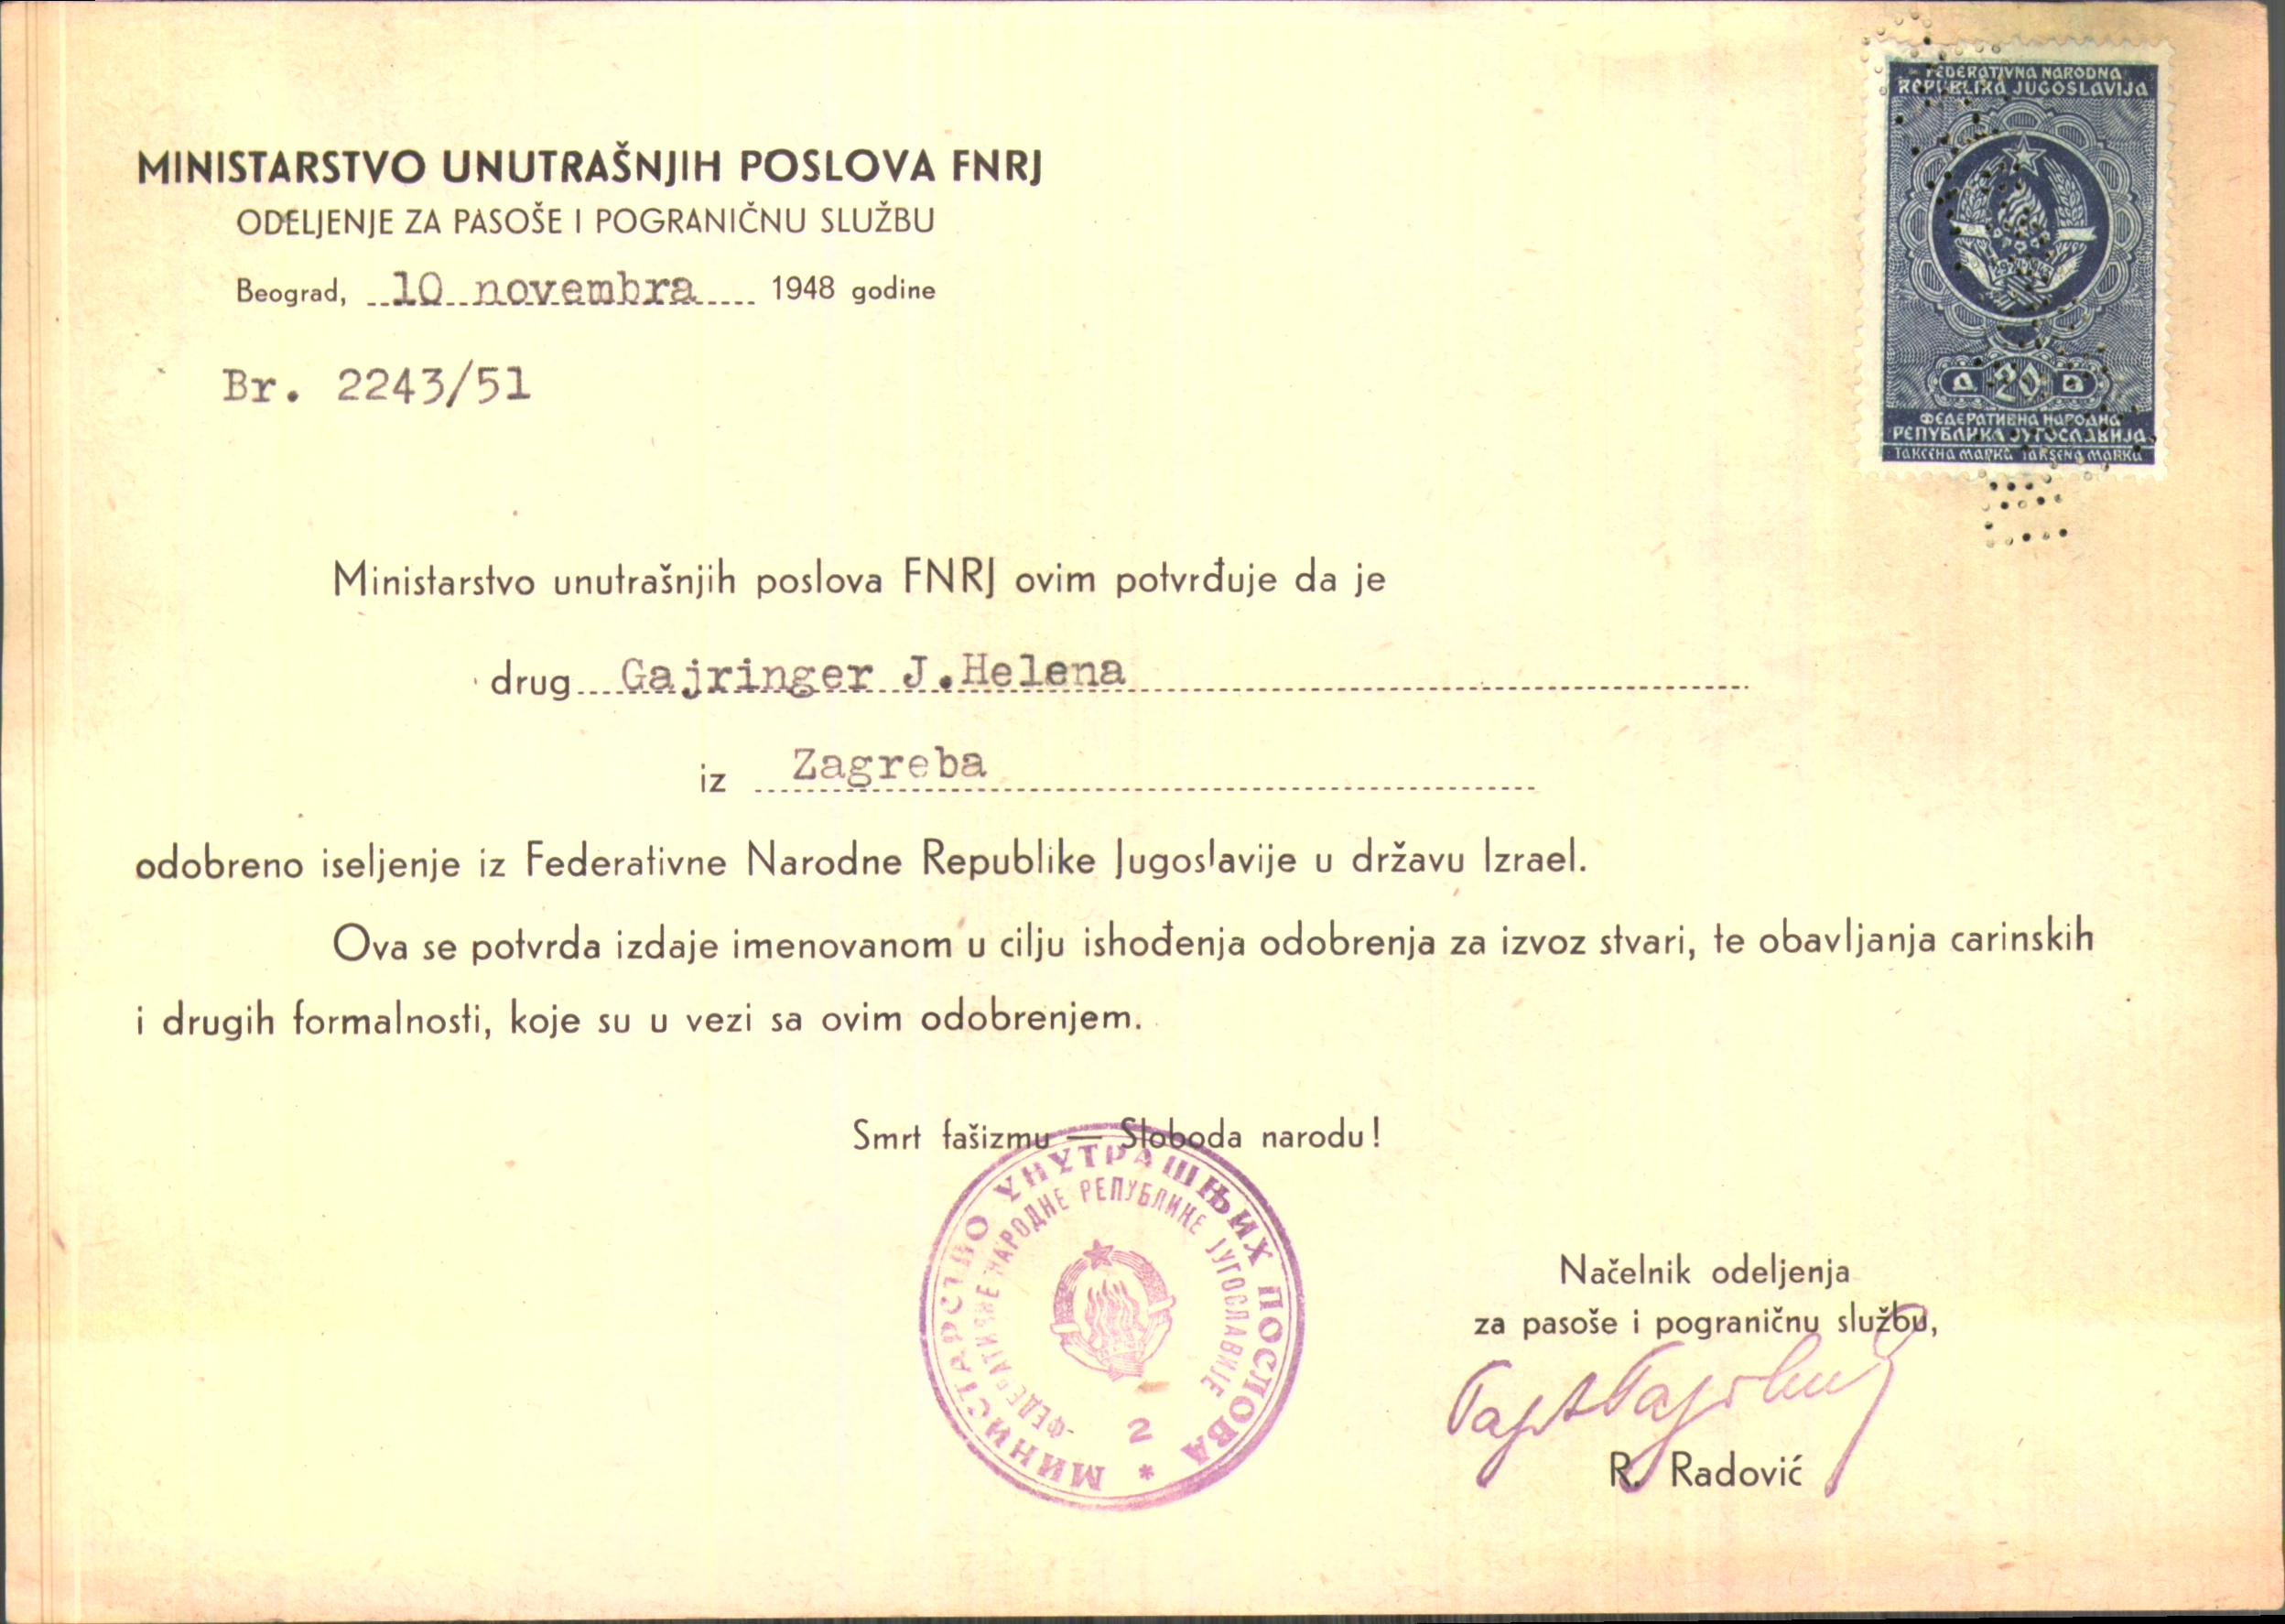 FEDERATIVNA NARODNA
REPUBLIKA JUGOSLAVIJA
Д 20 D
ФЕДЕРАТИВНА НАРОДНА
РЕПУБЛИКА ЈУГОСЛАВИЈА
ТАКСЕНА МАРКА TAKSENA MARKA
MINISTARSTVO UNUTRAŠNJIH POSLOVA FNRJ
ODELJENJE ZA PASOŠE I POGRANIČNU SLUŽBU
Beograd, 10 novembra 1948 godine
Br. 2243/51
Ministarstvo unutrašnjih poslova FNRJ ovim potvrđuje da je
drug Gajringer J.Helena
iz Zagreba
odobreno iseljenje iz Federativne Narodne Republike Jugoslavije u državu Izrael.
Ova se potvrda izdaje imenovanom u cilju ishođenja odobrenja za izvoz stvari, te obavljanja carinskih
i drugih formalnosti, koje su u vezi sa ovim odobrenjem.
Smrt fašizmu — Sloboda narodu!
МИНИСТАРСТВО УНУТРАШЊИХ ПОСЛОВА *
ФЕДЕРАТИВНЕ НАРОДНЕ РЕПУБЛИКЕ ЈУГОСЛАВИЈЕ
2
Načelnik odeljenja
za pasoše i pograničnu službu,
R. Radović